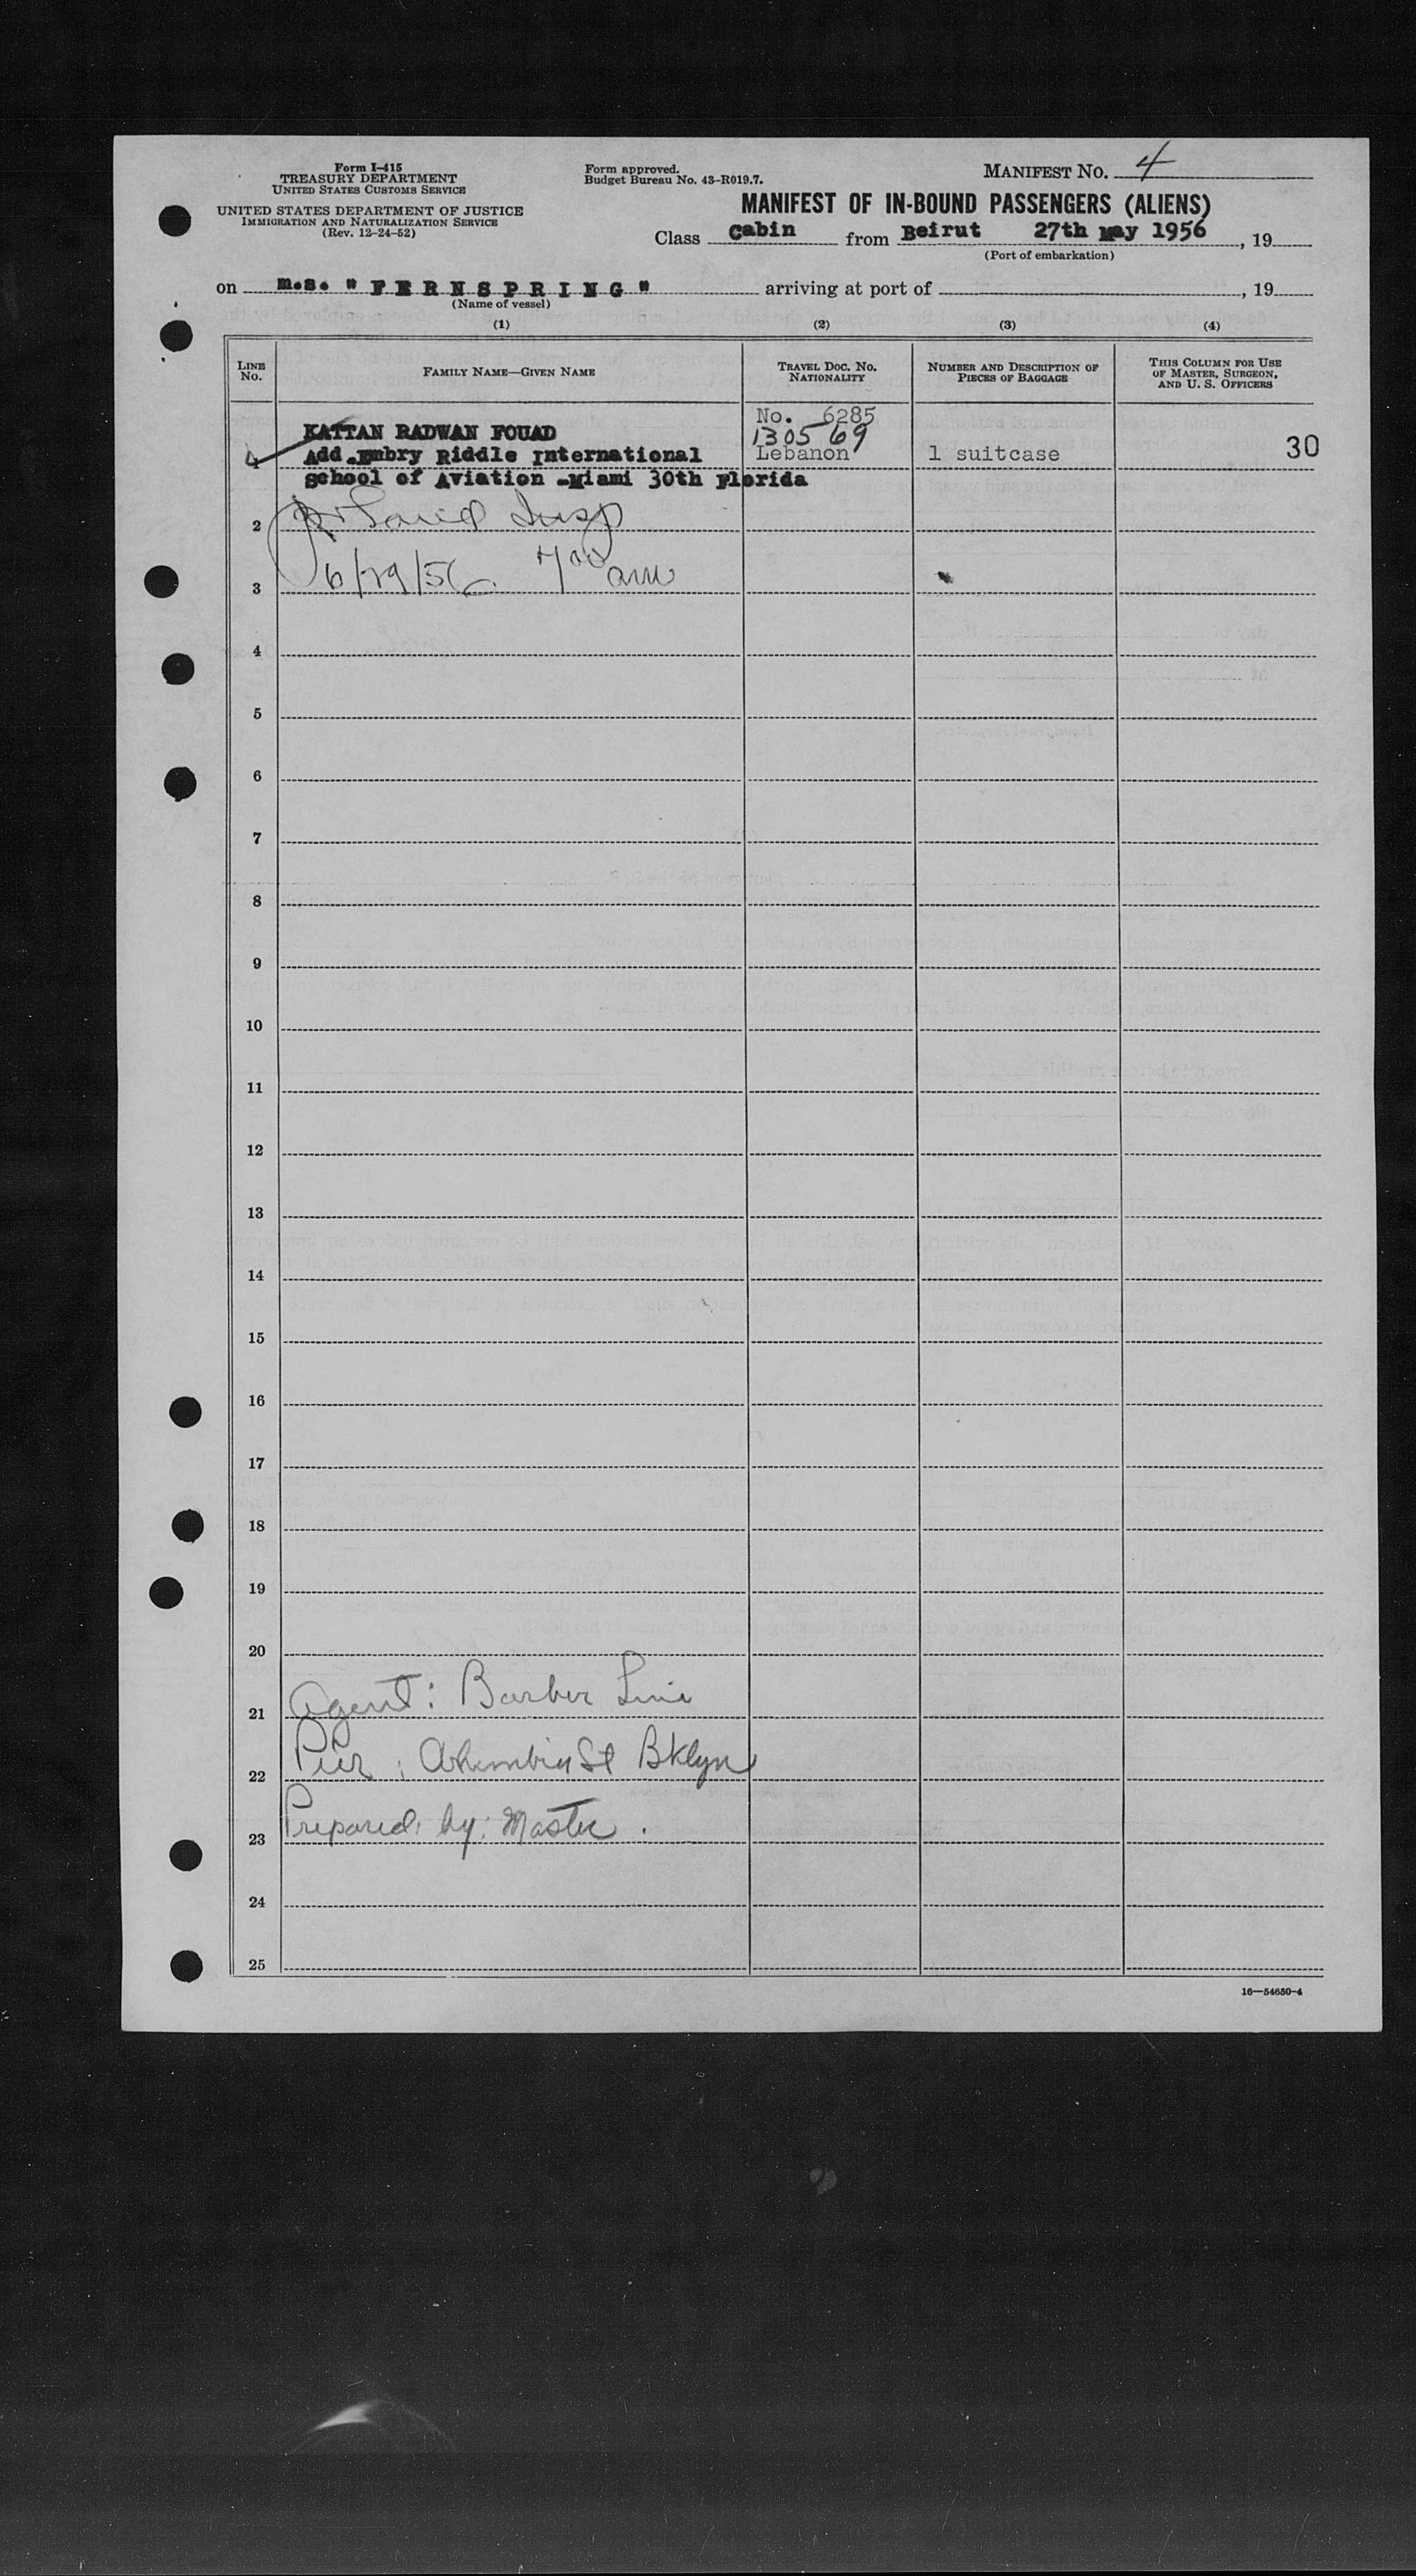 Form I-415
TREASURY DEPARTMENT
UNITED STATES CUSTOMS SERVICE
UNITED STATES DEPARTMENT OF JUSTICE
IMMIGRATION AND NATURALIZATION SERVICE
(Rev. 12-24-52)
Form approved.
Budget Bureau No. 43-R019.7.
MANIFEST NO. 4
MANIFEST OF IN-BOUND PASSENGERS (ALIENS)
Class Cabin from Beirut 27th May 1956, 19
(Port of embarkation)
on m.s. "FERNSPRING" arriving at port of , 19
(Name of vessel)
(1) (2) (3) (4)
LINE NO. FAMILY NAME—GIVEN NAME TRAVEL DOC. NO. NATIONALITY NUMBER AND DESCRIPTION OF PIECES OF BAGGAGE THIS COLUMN FOR USE OF MASTER, SURGEON, AND U. S. OFFICERS
No. 6285
KATTAN RADWAN FOUAD 130569
Add.Embry Riddle International Lebanon 1 suitcase 30
School of Aviation -Miami 30th Florida
2 Insp
3 6/29/56 7 00 am
4
5
6
7
8
9
10
11
12
13
14
15
16
17
18
19
20
21 Agent: Barber Line
22 Pier: Columbia St Bklyn
23 Prepared by: Master.
24
25
16—54650-4